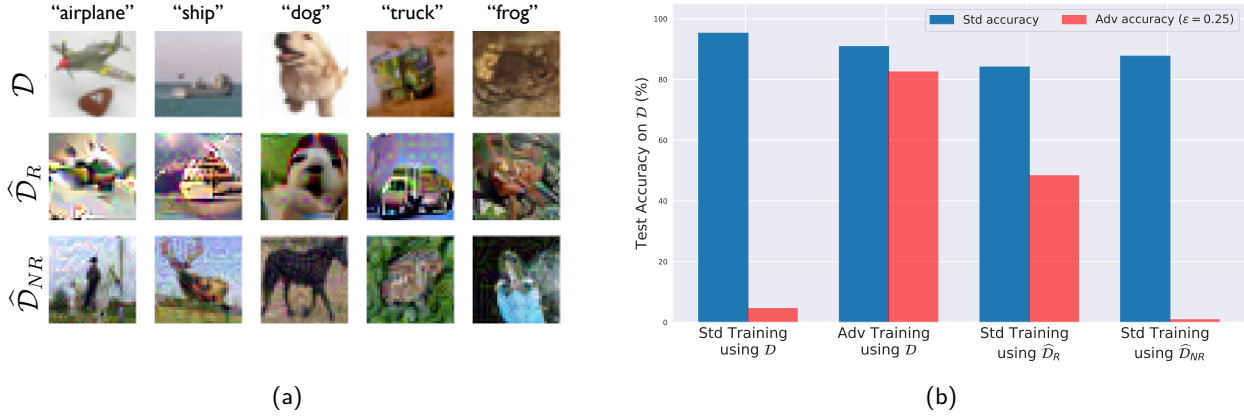 “airplane” “ship” “dog” “truck” “frog”
𝒟
𝒟̂_R
𝒟̂_NR
(a)
Std accuracy Adv accuracy (ε = 0.25)
Test Accuracy on 𝒟 (%)
100
80
60
40
20
0
Std Training Adv Training Std Training Std Training
using 𝒟 using 𝒟 using 𝒟̂_R using 𝒟̂_NR
(b)